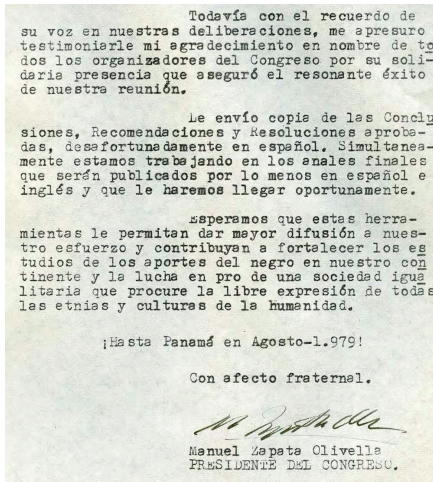 Todavía con el recuerdo de
su voz en nuestras deliberaciones, me apresuro
testimoniarle mi agradecimiento en nombre de to
dos los organizadores del Congreso por su soli-
daria presencia que aseguró el resonante éxito
de nuestra reunión.
Le envío copia de las Conclu
siones, Recomendaciones y Resoluciones aproba-
das, desafortunadamente en español. Simultanea-
mente estamos trabajando en los anales finales
que serán publicados por lo menos en español e
inglés y que le haremos llegar oportunamente.
Esperamos que estas herra-
mientas le permitan dar mayor difusión a nues-
tro esfuerzo y contribuyan a fortalecer los es
tudios de los aportes del negro en nuestro con
tinente y la lucha en pro de una sociedad igua
litaria que procure la libre expresión de todas
las etnias y culturas de la humanidad.
¡Hasta Panamá en Agosto-1.979!
Con afecto fraternal.
Manuel Zapata Olivella
PRESIDENTE DEL CONGRESO.